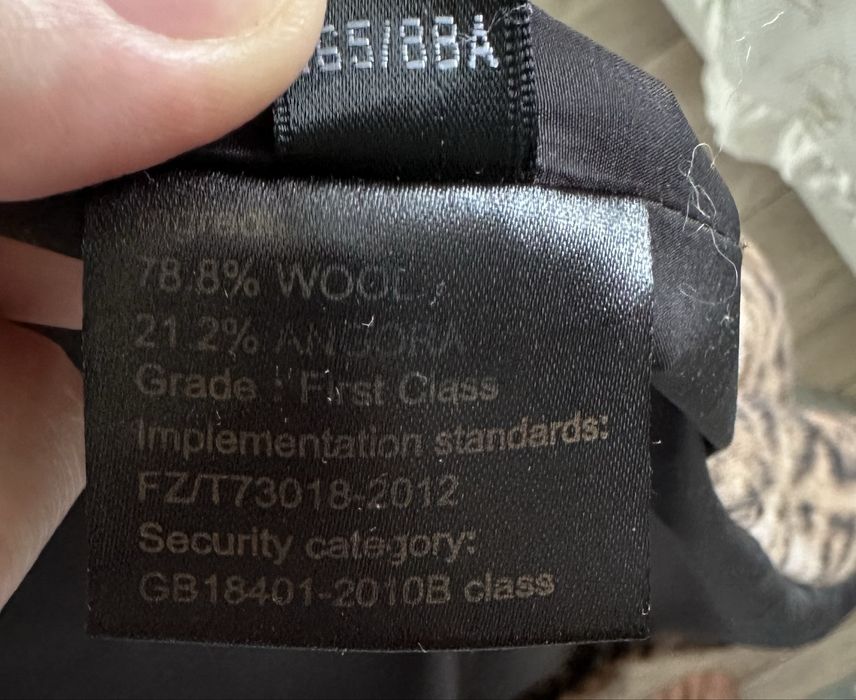 65/88A
78.8% WOOL
21.2% ANGORA
Grade : First Class
Implementation standards:
FZ/T73018-2012
Security category:
GB18401-2010B class